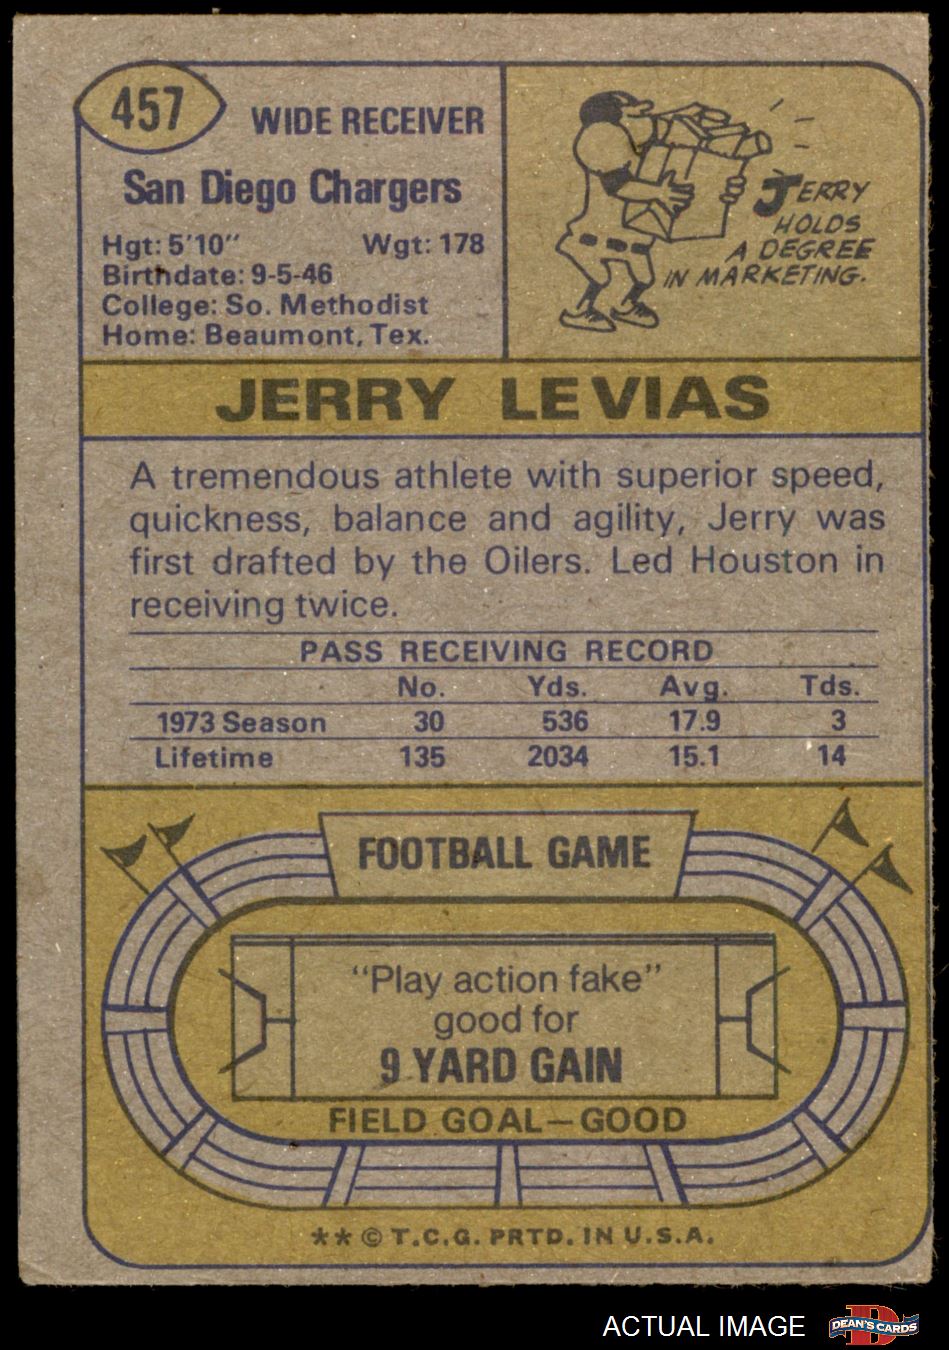 457
WIDE RECEIVER
San Diego Chargers
Hgt: 5'10" Wgt: 178
Birthdate: 9-5-46
College: So. Methodist
Home: Beaumont, Tex.
JERRY
HOLDS
A DEGREE
IN MARKETING.
JERRY LEVIAS
A tremendous athlete with superior speed,
quickness, balance and agility, Jerry was
first drafted by the Oilers. Led Houston in
receiving twice.
PASS RECEIVING RECORD
No. Yds. Avg. Tds.
1973 Season 30 536 17.9 3
Lifetime 135 2034 15.1 14
FOOTBALL GAME
"Play action fake"
good for
9 YARD GAIN
FIELD GOAL—GOOD
** © T.C.G. PRTD. IN U.S.A.
ACTUAL IMAGE
D
DEAN'S CARDS